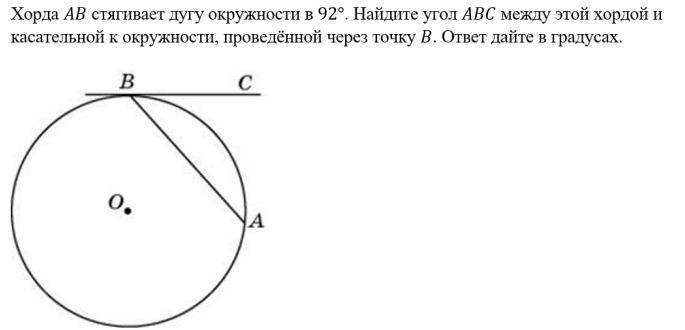 Хорда AB стягивает дугу окружности в 92°. Найдите угол ABC между этой хордой и
касательной к окружности, проведённой через точку B. Ответ дайте в градусах.
B
C
O
A